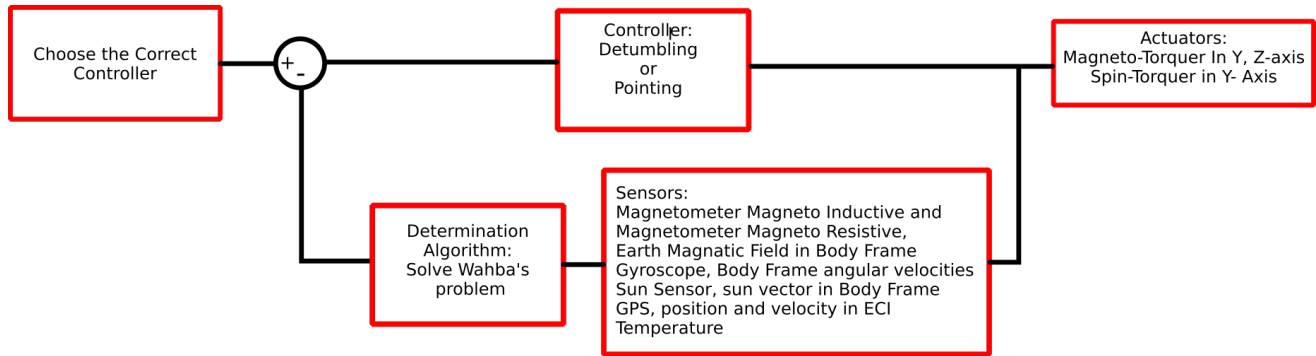 Choose the Correct
Controller
+
-
Controller:
Detumbling
or
Pointing
Actuators:
Magneto-Torquer In Y, Z-axis
Spin-Torquer in Y- Axis
Determination
Algorithm:
Solve Wahba's
problem
Sensors:
Magnetometer Magneto Inductive and
Magnetometer Magneto Resistive,
Earth Magnatic Field in Body Frame
Gyroscope, Body Frame angular velocities
Sun Sensor, sun vector in Body Frame
GPS, position and velocity in ECI
Temperature